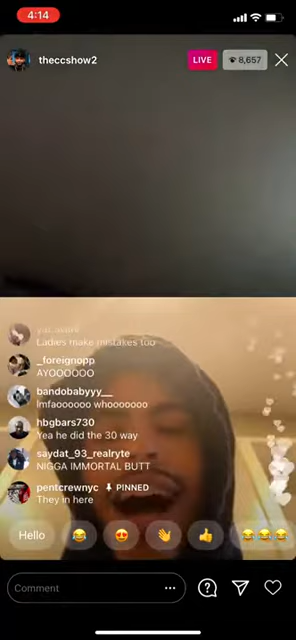 4:14
theccshow2
LIVE
8,657
Ladies make mistakes too
_foreignopp
AYOOOOOO
bandobabyyy__
lmfaoooooo whooooooo
hbgbars730
Yea he did the 30 way
saydat_93_realryte
NIGGA IMMORTAL BUTT
pentcrewnyc PINNED
They in here
Hello
Comment